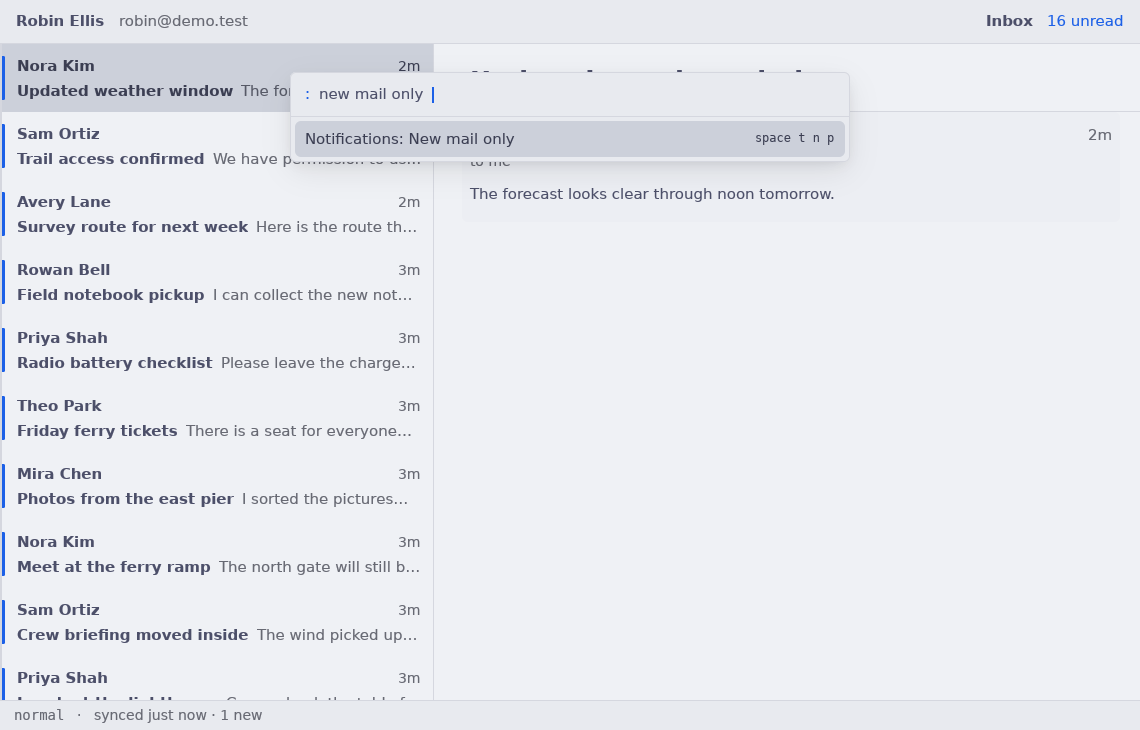 Robin Ellis robin@demo.test
Inbox 16 unread
Nora Kim 2m
Updated weather window The for
: new mail only
Notifications: New mail only space t n p
Sam Ortiz
Trail access confirmed We have permission to use…
Avery Lane 2m
Survey route for next week Here is the route th…
Rowan Bell 3m
Field notebook pickup I can collect the new not…
Priya Shah 3m
Radio battery checklist Please leave the charge…
Theo Park 3m
Friday ferry tickets There is a seat for everyone…
Mira Chen 3m
Photos from the east pier I sorted the pictures…
Nora Kim 3m
Meet at the ferry ramp The north gate will still b…
Sam Ortiz 3m
Crew briefing moved inside The wind picked up…
Priya Shah 3m
2m
to me
The forecast looks clear through noon tomorrow.
normal · synced just now · 1 new